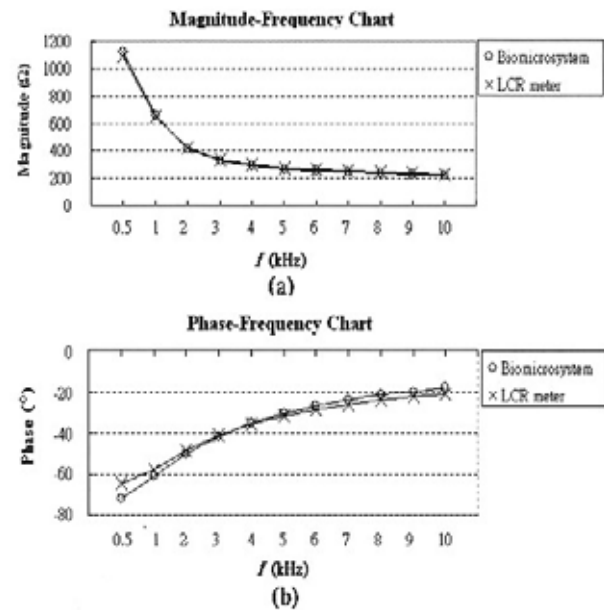 Magnitude-Frequency Chart
1200
1000
800
600
400
200
0
Magnitude (Ω)
0.5 1 2 3 4 5 6 7 8 9 10
f (kHz)
Biomicrosystem
LCR meter
(a)
Phase-Frequency Chart
0
-20
-40
-60
-80
Phase (°)
0.5 1 2 3 4 5 6 7 8 9 10
f (kHz)
Biomicrosystem
LCR meter
(b)